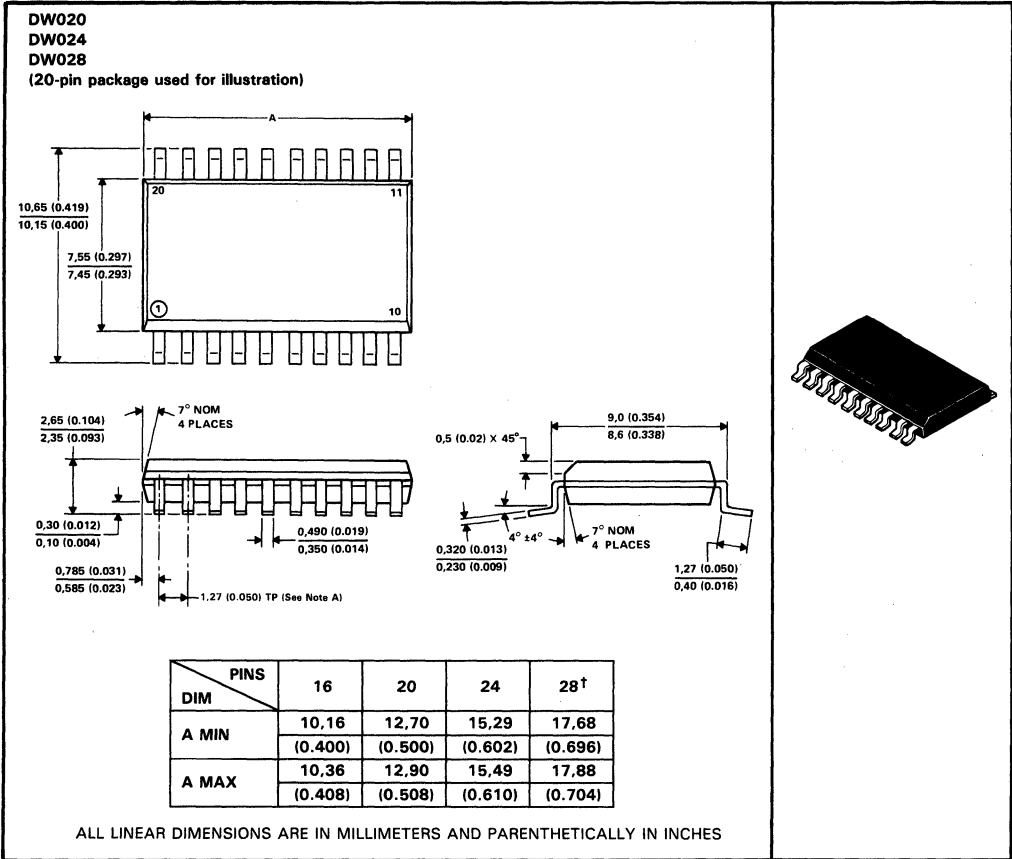 DW020
DW024
DW028
(20-pin package used for illustration)
A
20
11
10,65 (0.419)
10,15 (0.400)
7,55 (0.297)
7,45 (0.293)
1
10
7° NOM
4 PLACES
2,65 (0.104)
2,35 (0.093)
0,30 (0.012)
0,10 (0.004)
0,490 (0.019)
0,350 (0.014)
0,785 (0.031)
0,585 (0.023)
1,27 (0.050) TP (See Note A)
9,0 (0.354)
8,6 (0.338)
0,5 (0.02) X 45°
4° ±4°
7° NOM
4 PLACES
0,320 (0.013)
0,230 (0.009)
1,27 (0.050)
0,40 (0.016)
PINS
DIM
16 20 24 28†
A MIN
10,16 12,70 15,29 17,68
(0.400) (0.500) (0.602) (0.696)
A MAX
10,36 12,90 15,49 17,88
(0.408) (0.508) (0.610) (0.704)
ALL LINEAR DIMENSIONS ARE IN MILLIMETERS AND PARENTHETICALLY IN INCHES